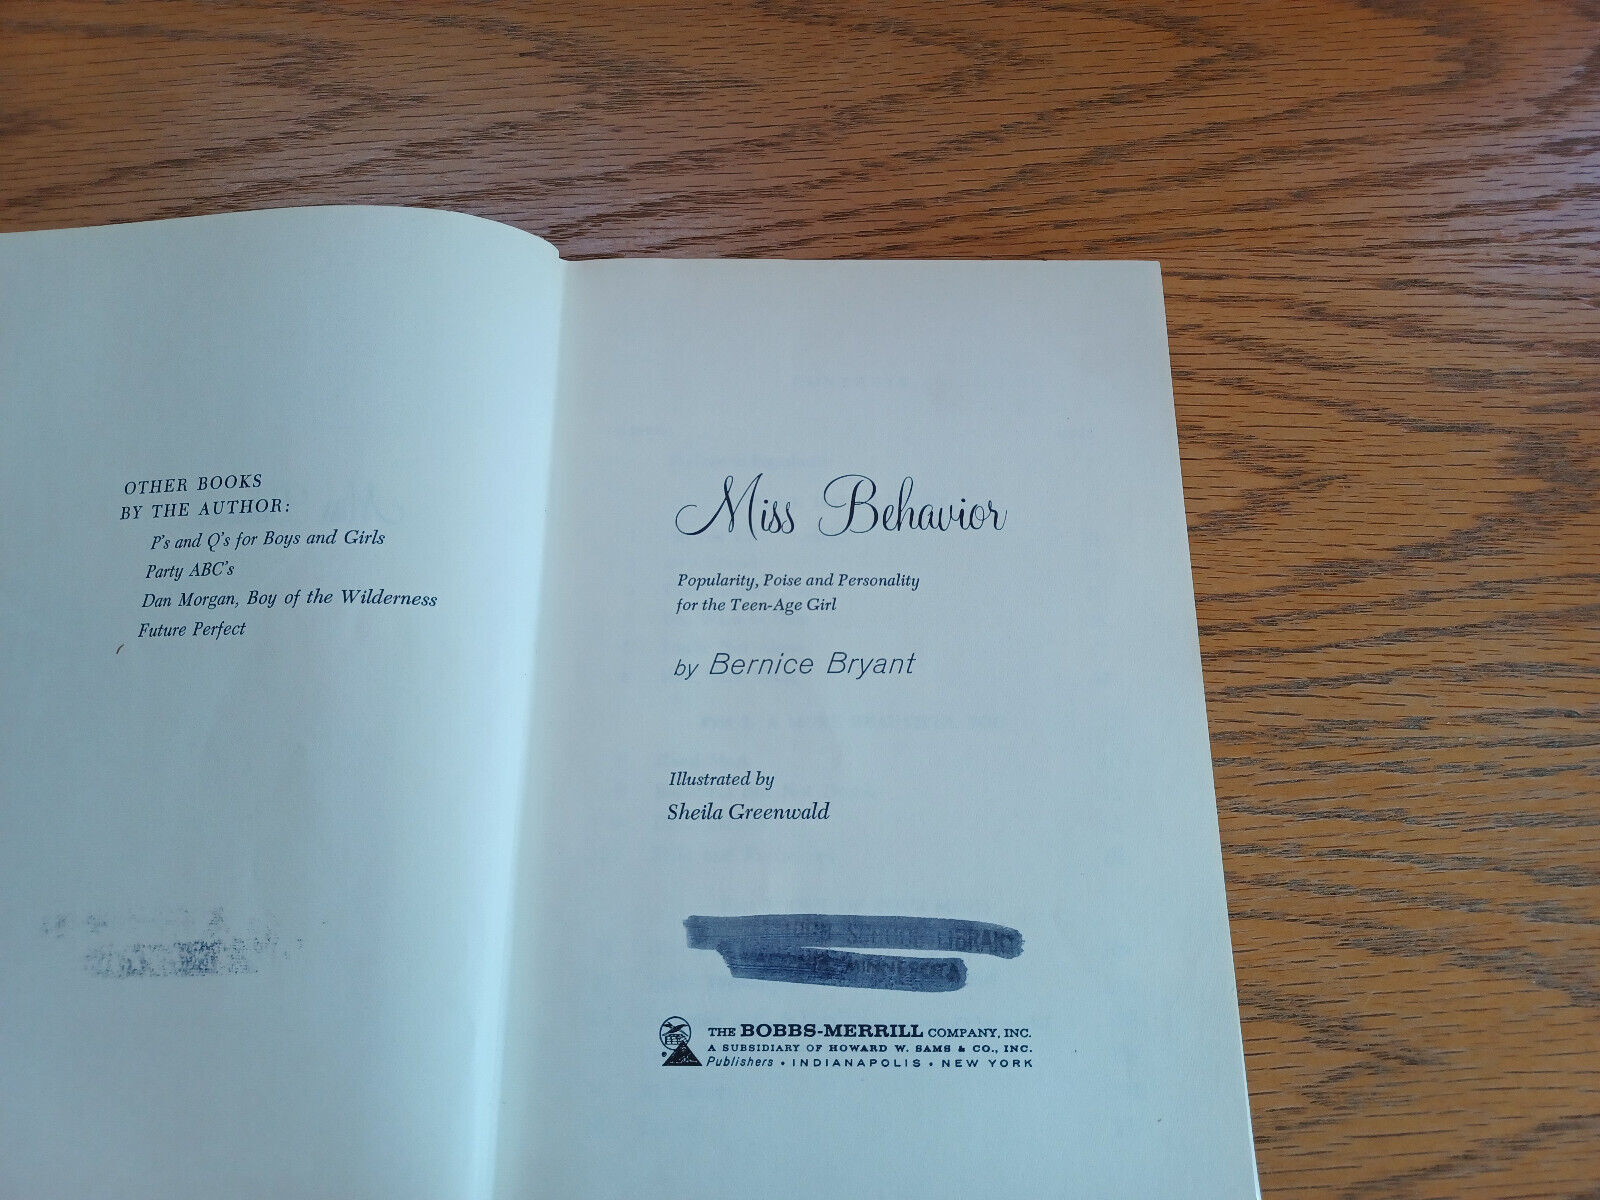 OTHER BOOKS
BY THE AUTHOR:
P's and Q's for Boys and Girls
Party ABC's
Dan Morgan, Boy of the Wilderness
Future Perfect
Miss Behavior
Popularity, Poise and Personality
for the Teen-Age Girl
by Bernice Bryant
Illustrated by
Sheila Greenwald
LIBRARY
MINNESOTA
THE BOBBS-MERRILL COMPANY, INC.
A SUBSIDIARY OF HOWARD W. SAMS & CO., INC.
Publishers • INDIANAPOLIS • NEW YORK